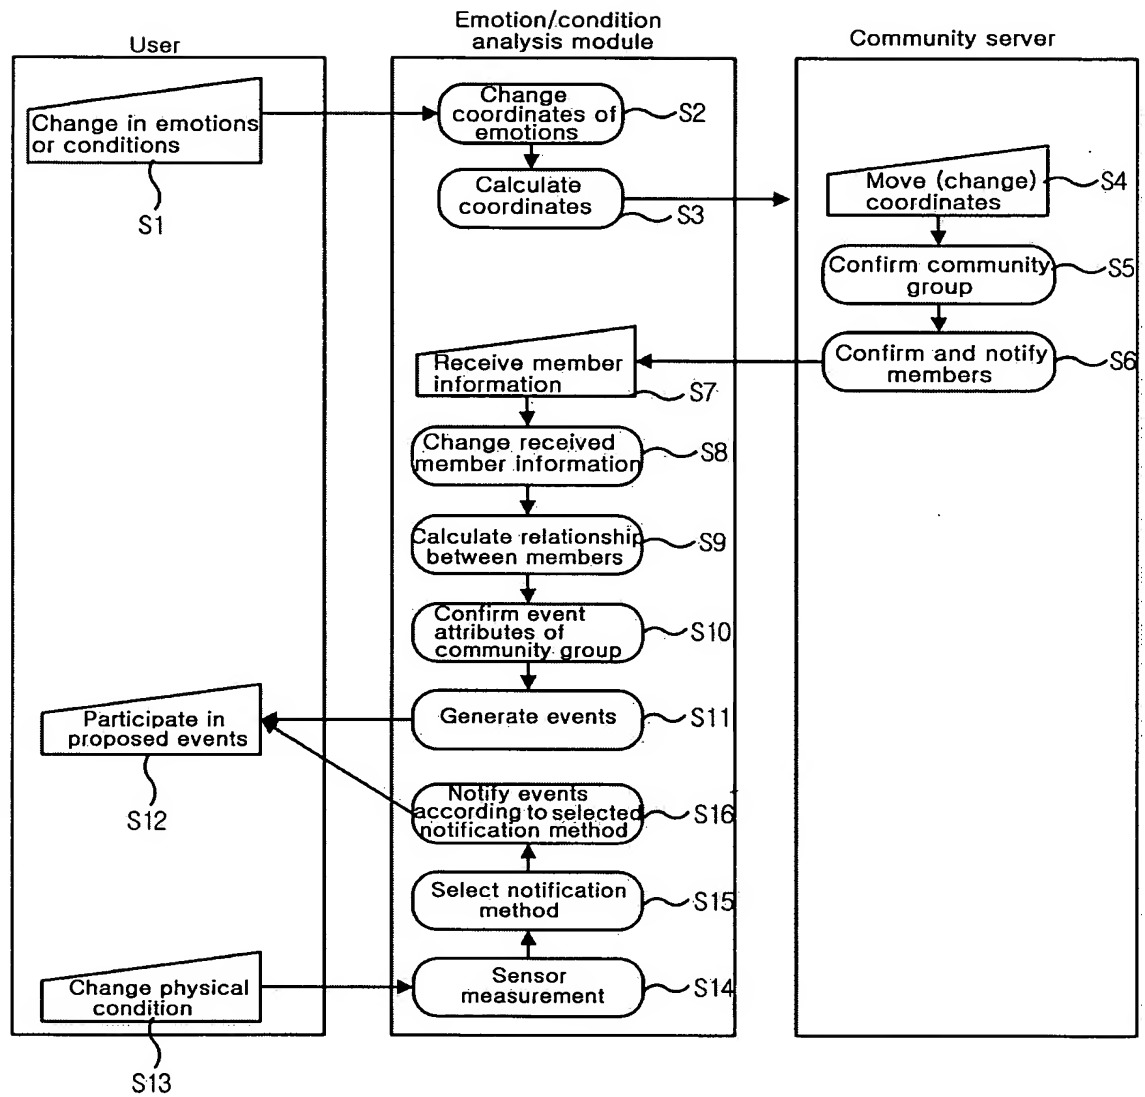 User
Emotion/condition
analysis module
Community server
Change in emotions
or conditions
S1
Change
coordinates of
emotions
S2
Calculate
coordinates
S3
Move (change)
coordinates
S4
Confirm community
group
S5
Confirm and notify
members
S6
Receive member
information
S7
Change received
member information
S8
Calculate relationship
between members
S9
Confirm event
attributes of
community group
S10
Generate events
S11
Participate in
proposed events
S12
Notify events
according to selected
notification method
S16
Select notification
method
S15
Sensor
measurement
S14
Change physical
condition
S13